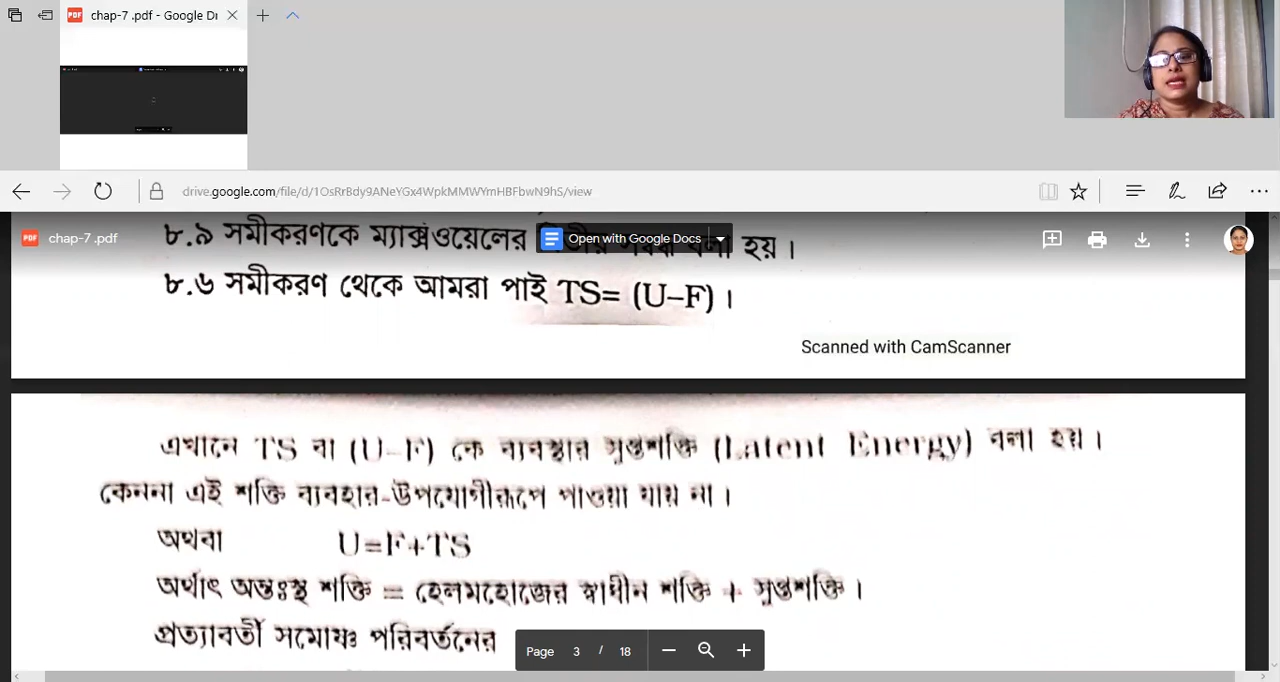 chap-7 .pdf - Google Dr
drive.google.com/file/d/1OsRrBdy9ANeYGx4WpkMMWYmHBFbwN9hS/view
৮.৯ সমীকরণকে ম্যাক্সওয়েলের বলা হয়।
chap-7 .pdf
Open with Google Docs
৮.৬ সমীকরণ থেকে আমরা পাই TS= (U–F)।
Scanned with CamScanner
এখানে TS বা (U–F) কে ব্যবস্থার সুপ্তশক্তি (Latent Energy) বলা হয়।
কেননা এই শক্তি ব্যবহার-উপযোগীরূপে পাওয়া যায় না।
অথবা U=F+TS
অর্থাৎ অন্তঃস্থ শক্তি = হেলমহোজের স্বাধীন শক্তি + সুপ্তশক্তি।
প্রত্যাবর্তী সমোষ্ণ পরিবর্তনের
Page 3 / 18